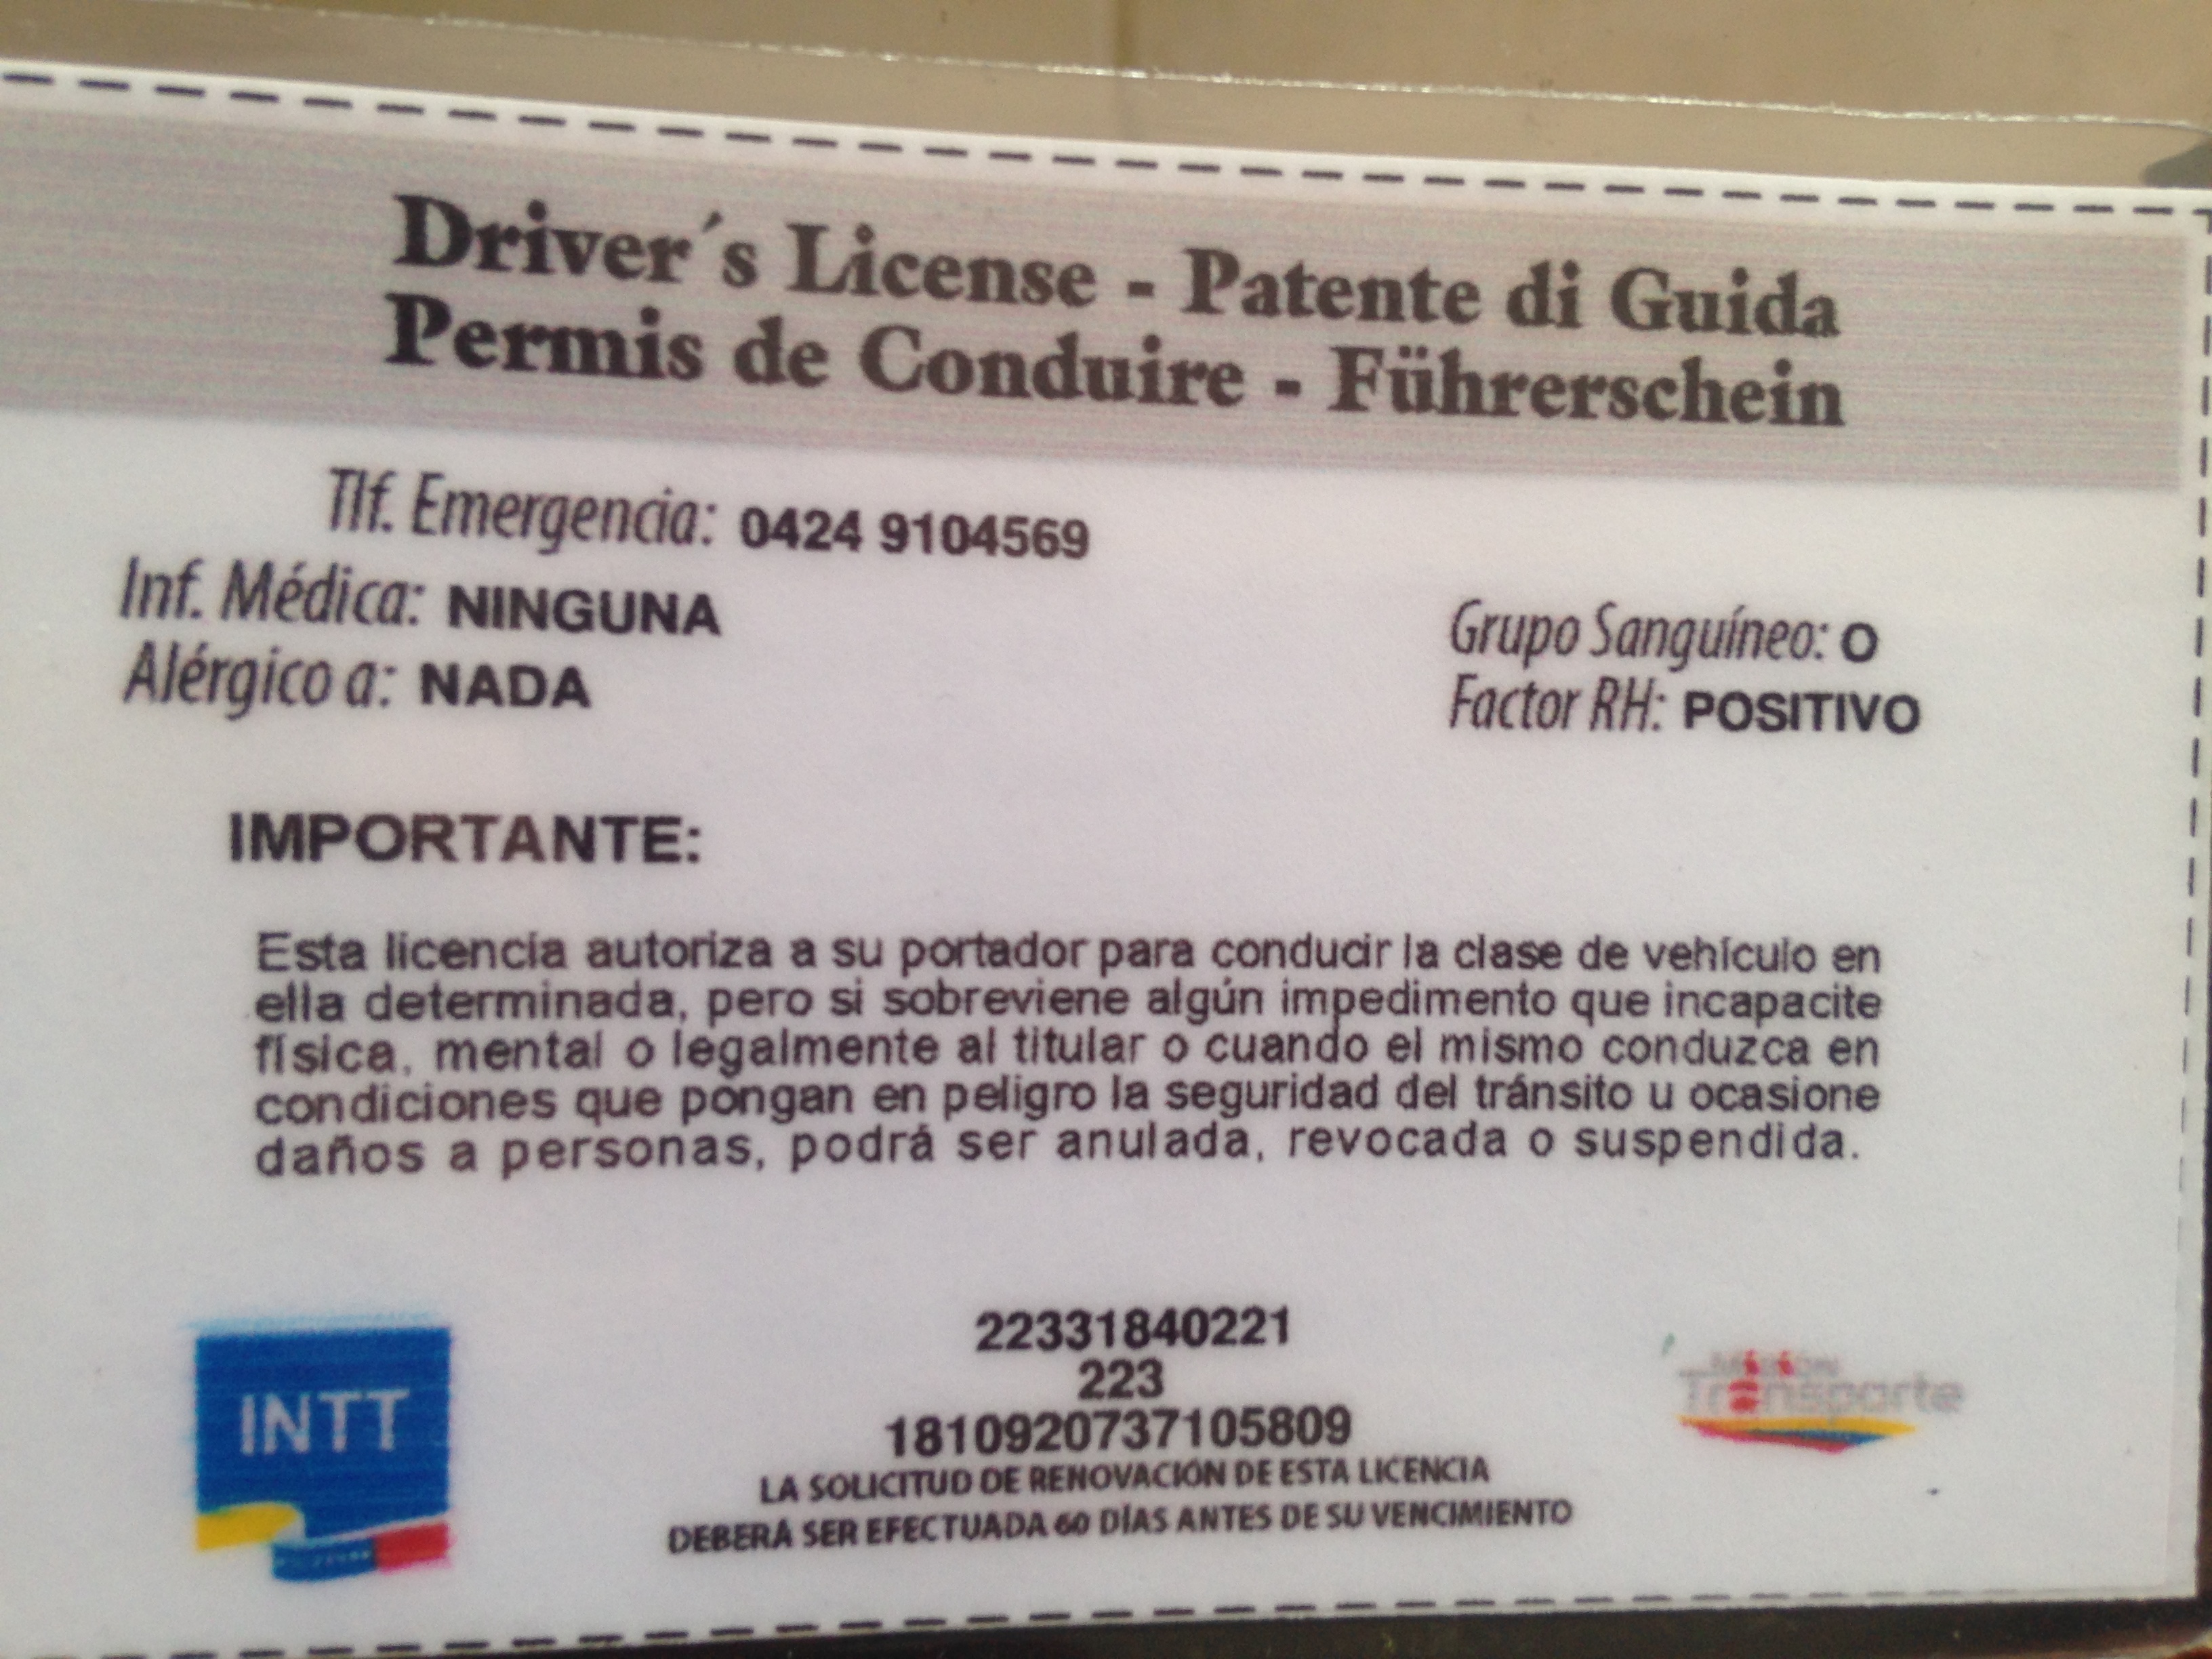 Driver´s License - Patente di Guida
Permis de Conduire - Führerschein
Tlf. Emergencia: 0424 9104569
Inf. Médica: NINGUNA
Grupo Sanguíneo: O
Alérgico a: NADA
Factor RH: POSITIVO
IMPORTANTE:
Esta licencia autoriza a su portador para conducir la clase de vehículo en
ella determinada, pero si sobreviene algún impedimento que incapacite
física, mental o legalmente al titular o cuando el mismo conduzca en
condiciones que pongan en peligro la seguridad del tránsito u ocasione
daños a personas, podrá ser anulada, revocada o suspendida.
INTT
2233184022​1
223
181092073710​5809
LA SOLICITUD DE RENOVACIÓN DE ESTA LICENCIA
DEBERÁ SER EFECTUADA 60 DÍAS ANTES DE SU VENCIMIENTO
Transporte